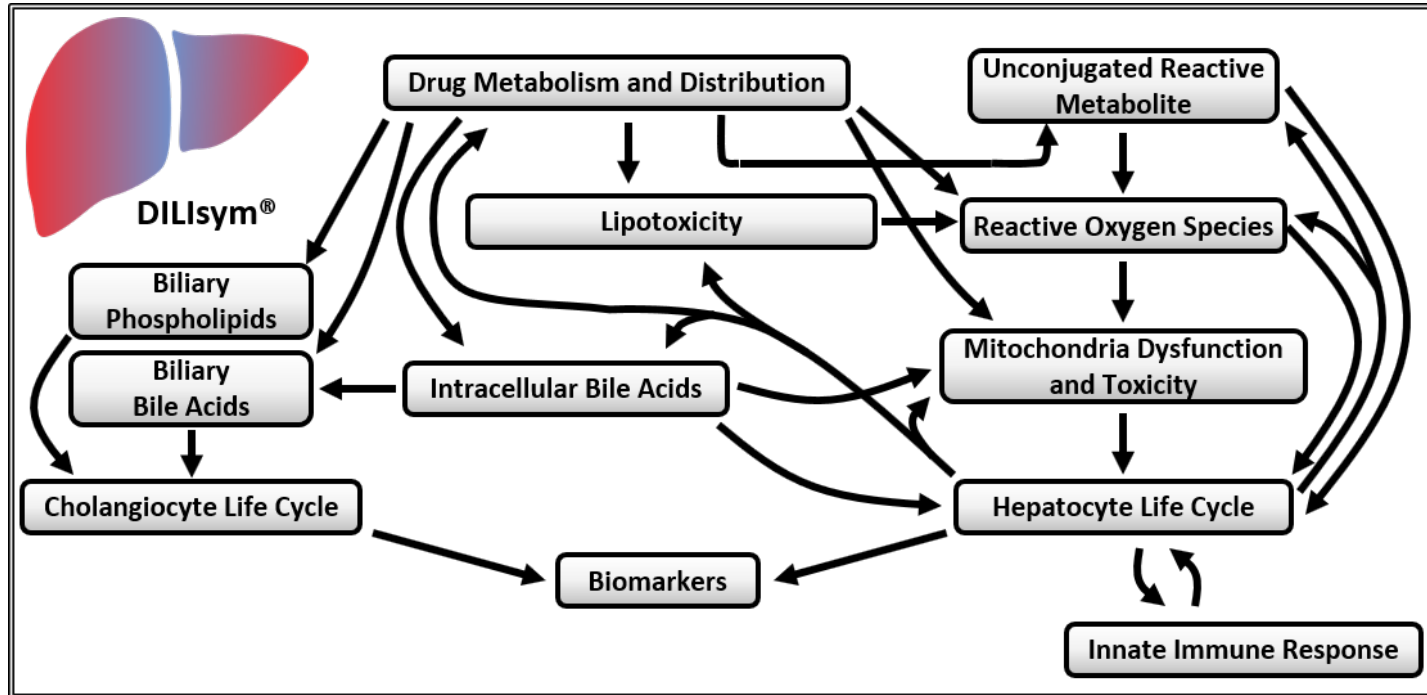 Drug Metabolism and Distribution
Unconjugated Reactive
Metabolite
DILIsym®
Lipotoxicity
Reactive Oxygen Species
Biliary
Phospholipids
Biliary
Bile Acids
Intracellular Bile Acids
Mitochondria Dysfunction
and Toxicity
Cholangiocyte Life Cycle
Hepatocyte Life Cycle
Biomarkers
Innate Immune Response